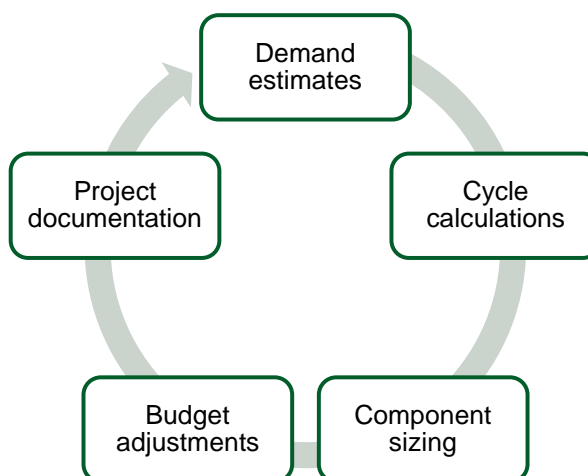 Demand
estimates
Cycle
calculations
Component
sizing
Budget
adjustments
Project
documentation